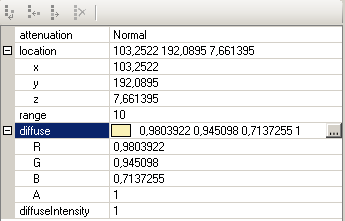 attenuation Normal
location 103,2522 192,0895 7,661395
x 103,2522
y 192,0895
z 7,661395
range 10
diffuse 0,9803922 0,945098 0,7137255 1 ...
R 0,9803922
G 0,945098
B 0,7137255
A 1
diffuseIntensity 1